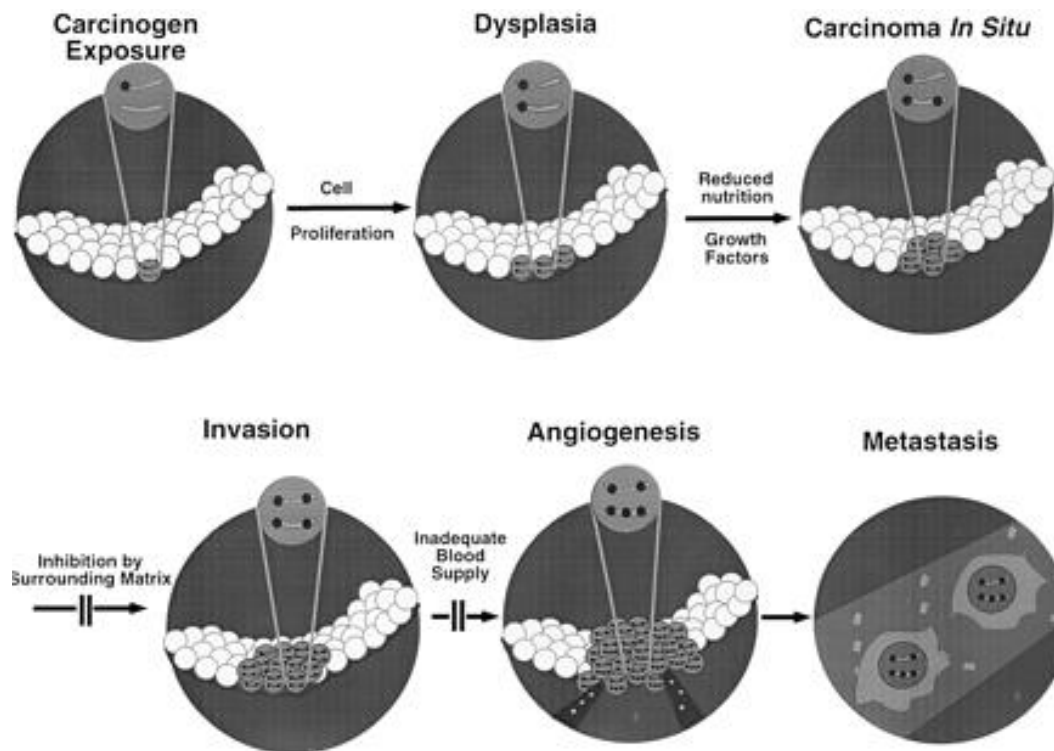 Carcinogen
Exposure
Dysplasia
Carcinoma In Situ
Cell
Proliferation
Reduced
nutrition
Growth
Factors
Invasion
Angiogenesis
Metastasis
Inhibition by
Surrounding Matrix
Inadequate
Blood
Supply